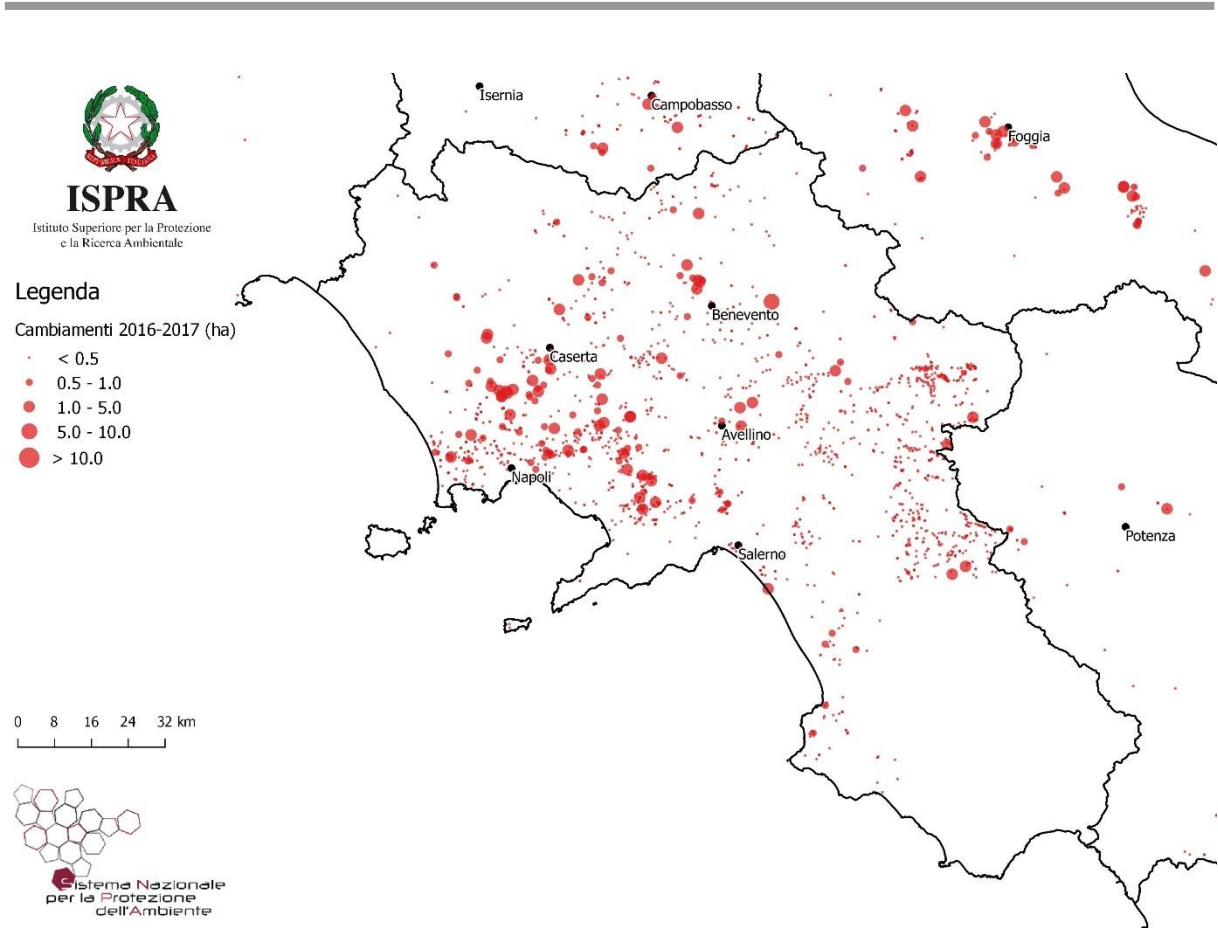 REPVBBLICA ITALIANA
ISPRA
Istituto Superiore per la Protezione
e la Ricerca Ambientale
Legenda
Cambiamenti 2016-2017 (ha)
< 0.5
0.5 - 1.0
1.0 - 5.0
5.0 - 10.0
> 10.0
Isernia
Campobasso
Foggia
Benevento
Caserta
Avellino
Napoli
Potenza
Salerno
0 8 16 24 32 km
Sistema Nazionale
per la Protezione
dell'Ambiente